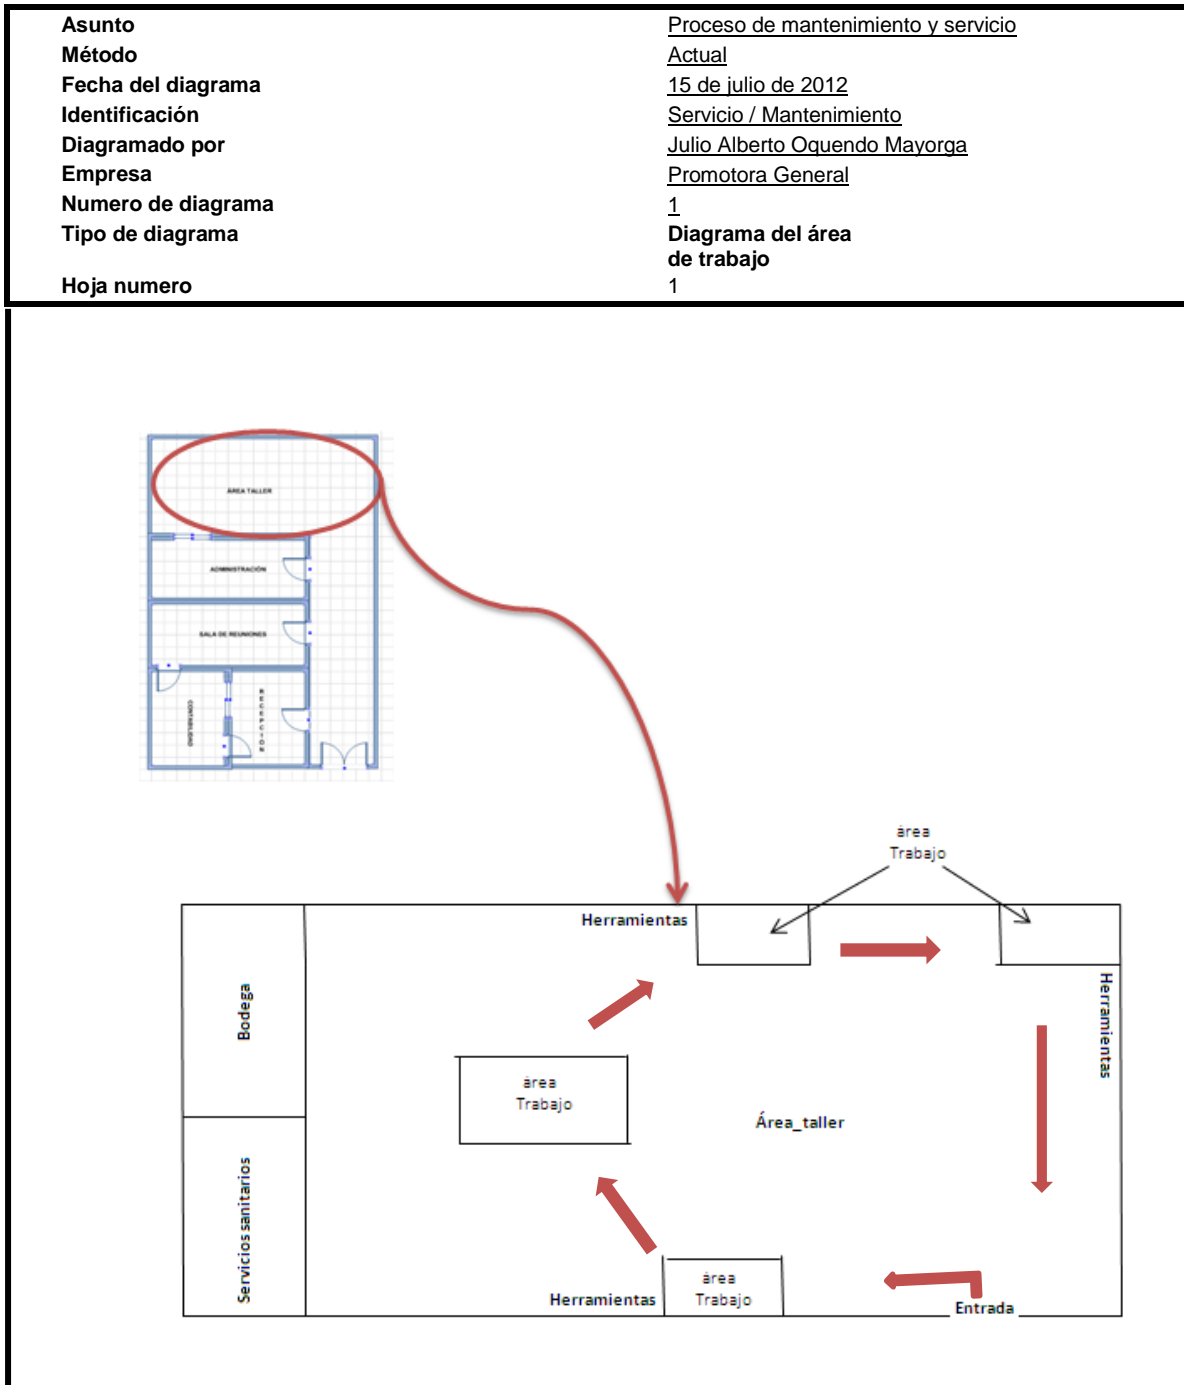 Asunto Proceso de mantenimiento y servicio
Método Actual
Fecha del diagrama 15 de julio de 2012
Identificación Servicio / Mantenimiento
Diagramado por Julio Alberto Oquendo Mayorga
Empresa Promotora General
Numero de diagrama 1
Tipo de diagrama Diagrama del área
de trabajo
Hoja numero 1
ÁREA TALLER
ADMINISTRACIÓN
SALA DE REUNIONES
CONTABILIDAD
RECEPCIÓN
área
Trabajo
Herramientas
Bodega
Herramientas
área
Trabajo
Área_taller
Servicios sanitarios
Herramientas
área
Trabajo
Entrada